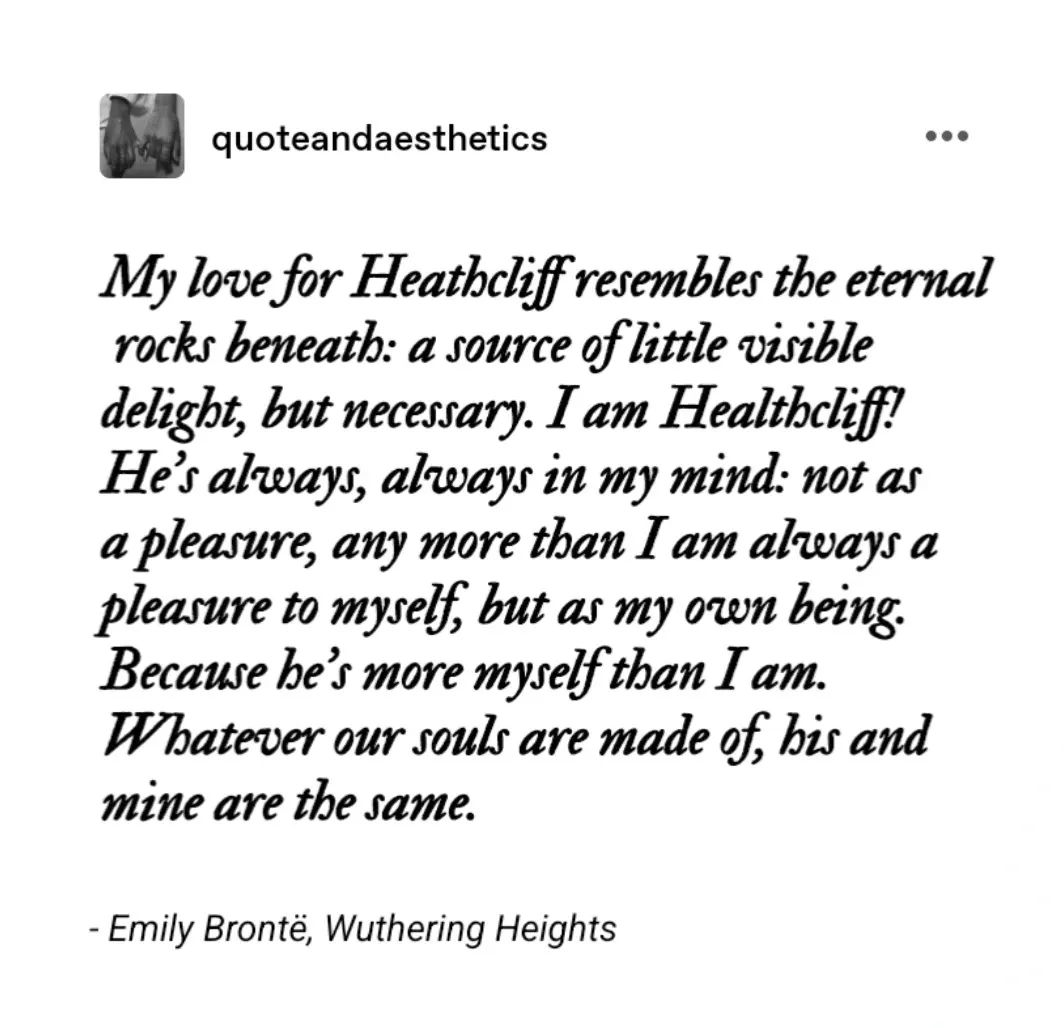 quoteandaesthetics
My love for Heathcliff resembles the eternal
rocks beneath: a source of little visible
delight, but necessary. I am Healthcliff!
He’s always, always in my mind: not as
a pleasure, any more than I am always a
pleasure to myself, but as my own being.
Because he’s more myself than I am.
Whatever our souls are made of, his and
mine are the same.
- Emily Brontë, Wuthering Heights